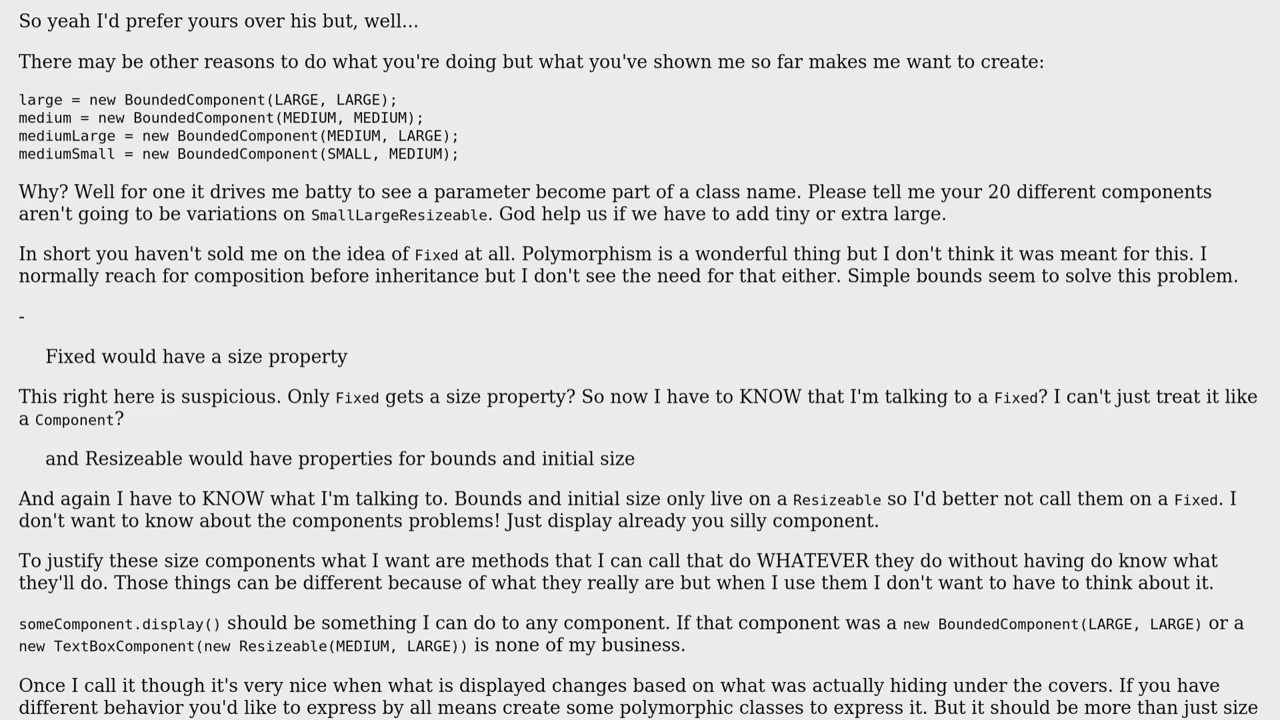 So yeah I'd prefer yours over his but, well...
There may be other reasons to do what you're doing but what you've shown me so far makes me want to create:
large = new BoundedComponent(LARGE, LARGE);
medium = new BoundedComponent(MEDIUM, MEDIUM);
mediumLarge = new BoundedComponent(MEDIUM, LARGE);
mediumSmall = new BoundedComponent(SMALL, MEDIUM);
Why? Well for one it drives me batty to see a parameter become part of a class name. Please tell me your 20 different components
aren't going to be variations on SmallLargeResizeable. God help us if we have to add tiny or extra large.
In short you haven't sold me on the idea of Fixed at all. Polymorphism is a wonderful thing but I don't think it was meant for this. I
normally reach for composition before inheritance but I don't see the need for that either. Simple bounds seem to solve this problem.
-
Fixed would have a size property
This right here is suspicious. Only Fixed gets a size property? So now I have to KNOW that I'm talking to a Fixed? I can't just treat it like
a Component?
and Resizeable would have properties for bounds and initial size
And again I have to KNOW what I'm talking to. Bounds and initial size only live on a Resizeable so I'd better not call them on a Fixed. I
don't want to know about the components problems! Just display already you silly component.
To justify these size components what I want are methods that I can call that do WHATEVER they do without having do know what
they'll do. Those things can be different because of what they really are but when I use them I don't want to have to think about it.
someComponent.display() should be something I can do to any component. If that component was a new BoundedComponent(LARGE, LARGE) or a
new TextBoxComponent(new Resizeable(MEDIUM, LARGE)) is none of my business.
Once I call it though it's very nice when what is displayed changes based on what was actually hiding under the covers. If you have
different behavior you'd like to express by all means create some polymorphic classes to express it. But it should be more than just size